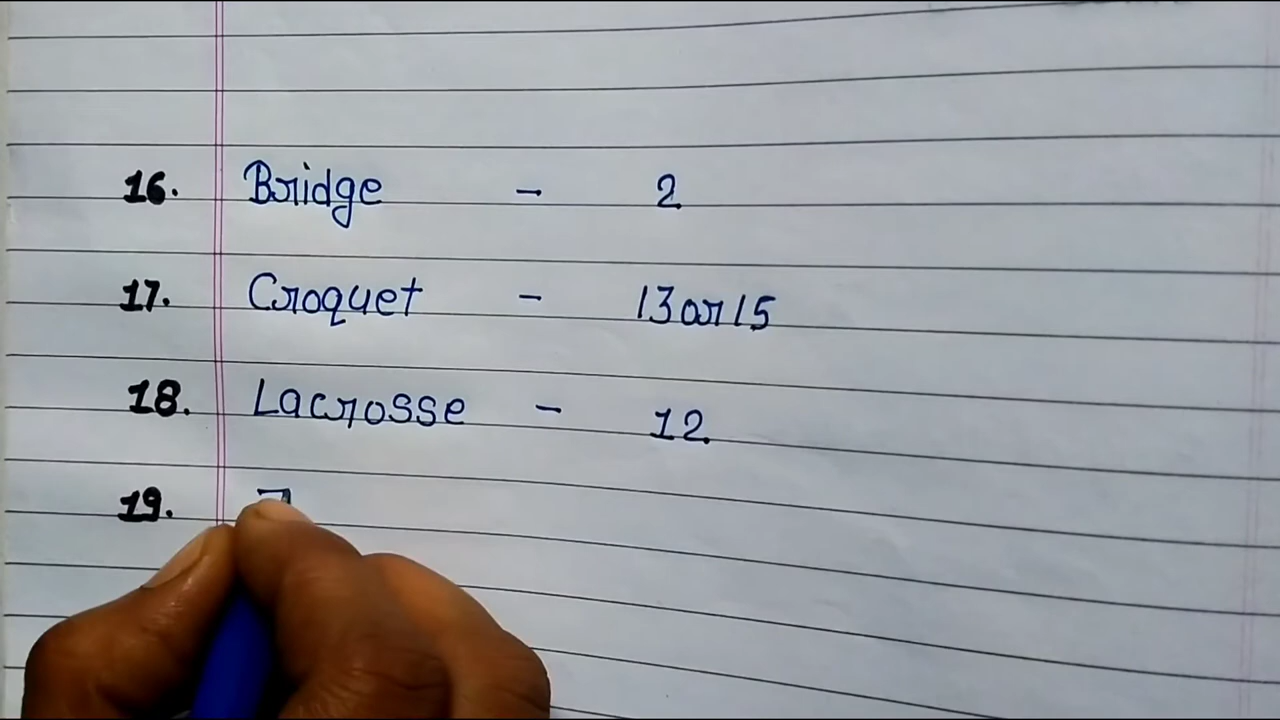 16. Bridge - 2
17. Croquet - 13 or 15
18. Lacrosse - 12
19.